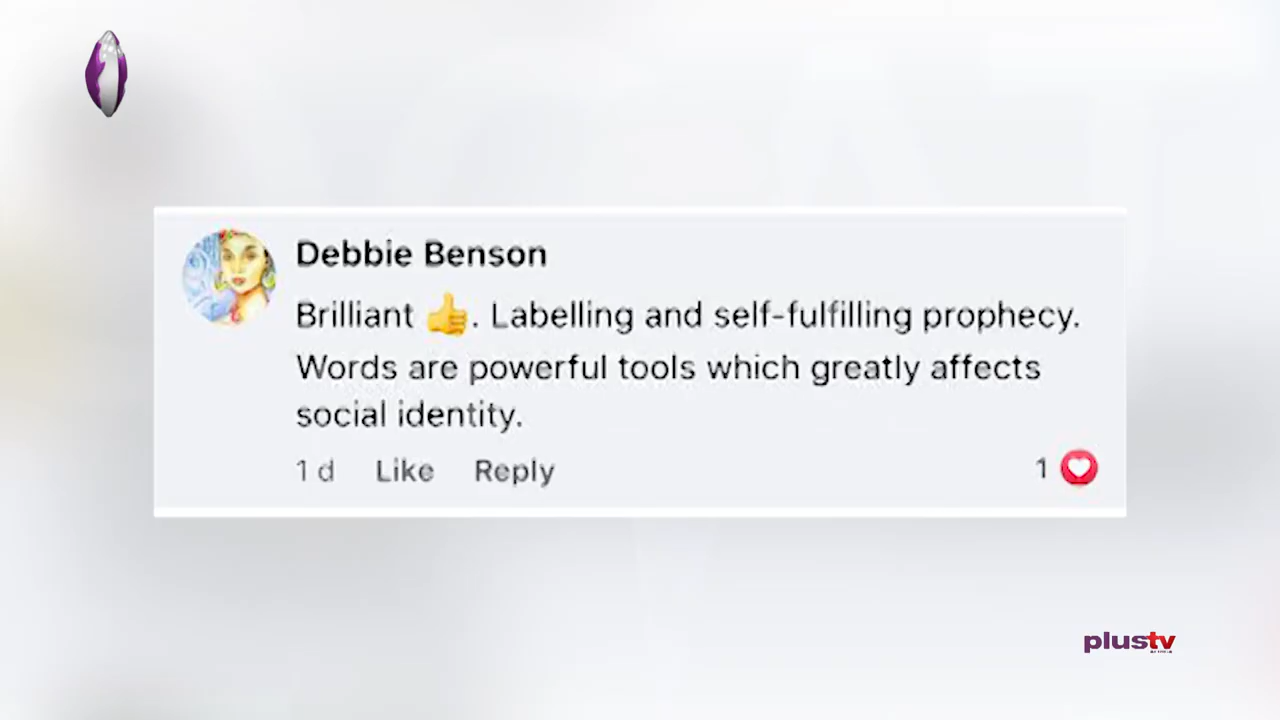 Debbie Benson
Brilliant 👍. Labelling and self-fulfilling prophecy.
Words are powerful tools which greatly affects
social identity.
1 d Like Reply 1
plustv